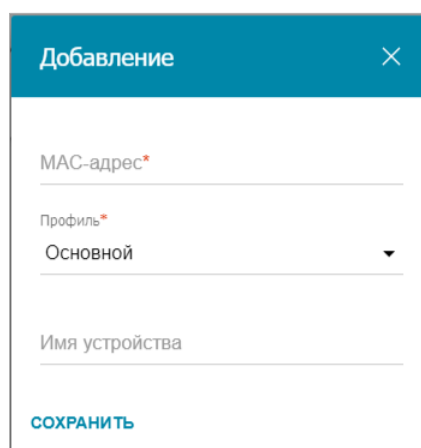 Добавление
MAC-адрес*
Профиль*
Основной
Имя устройства
СОХРАНИТЬ